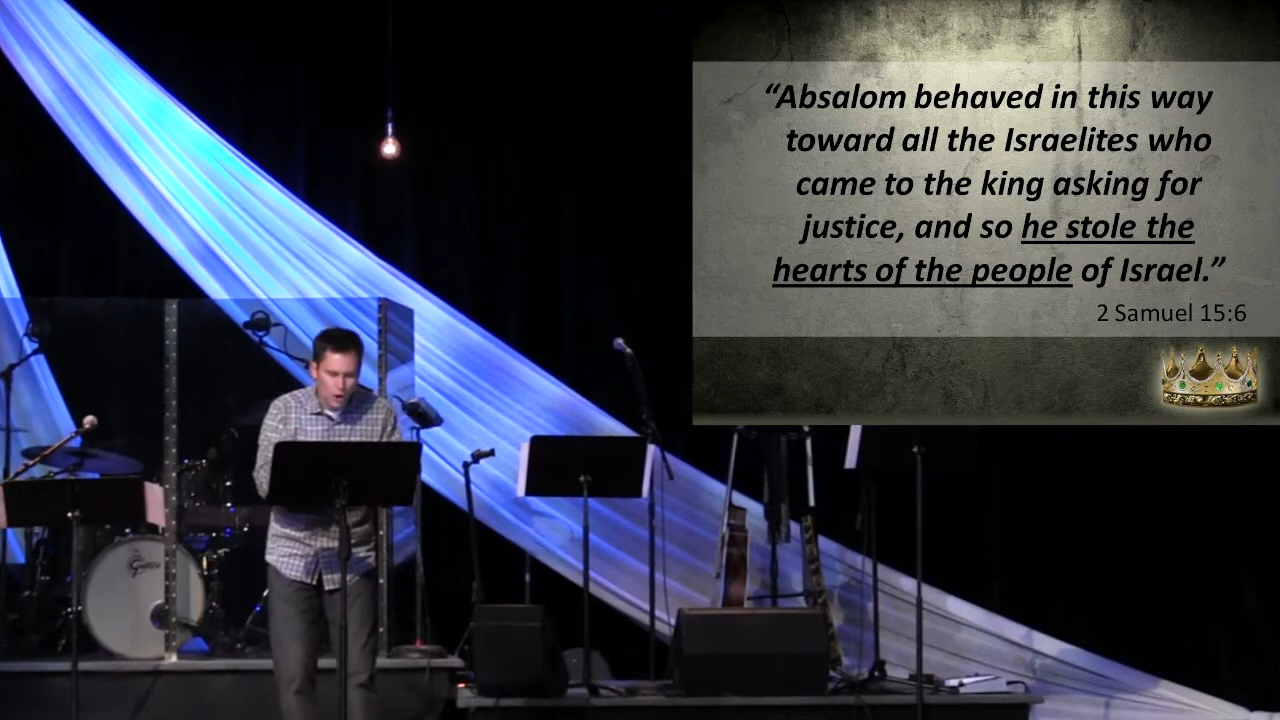 “Absalom behaved in this way
toward all the Israelites who
came to the king asking for
justice, and so he stole the
hearts of the people of Israel.”
2 Samuel 15:6
Gretsch